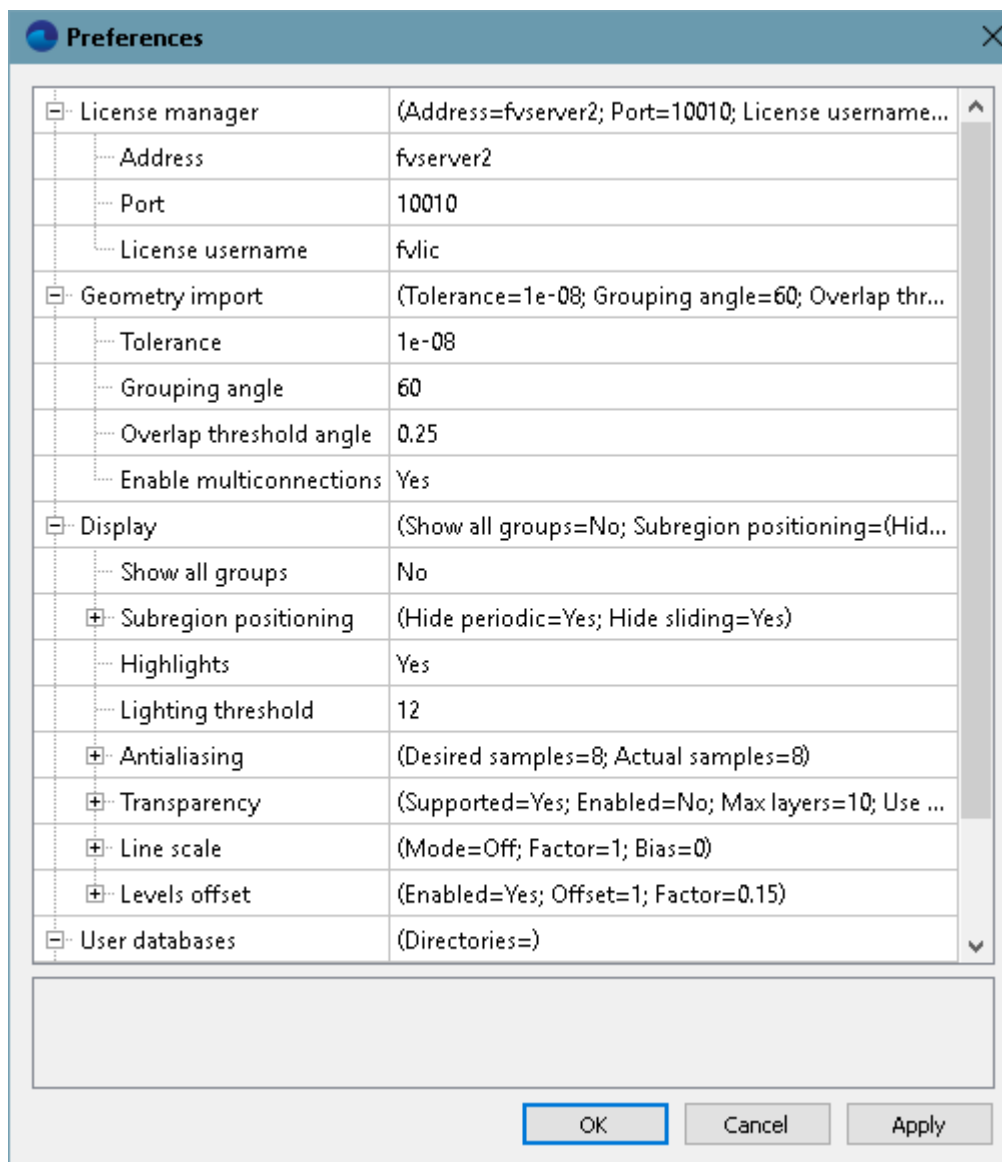 Preferences
License manager (Address=fvserver2; Port=10010; License username...
Address fvserver2
Port 10010
License username fvlic
Geometry import (Tolerance=1e-08; Grouping angle=60; Overlap thr...
Tolerance 1e-08
Grouping angle 60
Overlap threshold angle 0.25
Enable multiconnections Yes
Display (Show all groups=No; Subregion positioning=(Hid...
Show all groups No
Subregion positioning (Hide periodic=Yes; Hide sliding=Yes)
Highlights Yes
Lighting threshold 12
Antialiasing (Desired samples=8; Actual samples=8)
Transparency (Supported=Yes; Enabled=No; Max layers=10; Use ...
Line scale (Mode=Off; Factor=1; Bias=0)
Levels offset (Enabled=Yes; Offset=1; Factor=0.15)
User databases (Directories=)
OK Cancel Apply